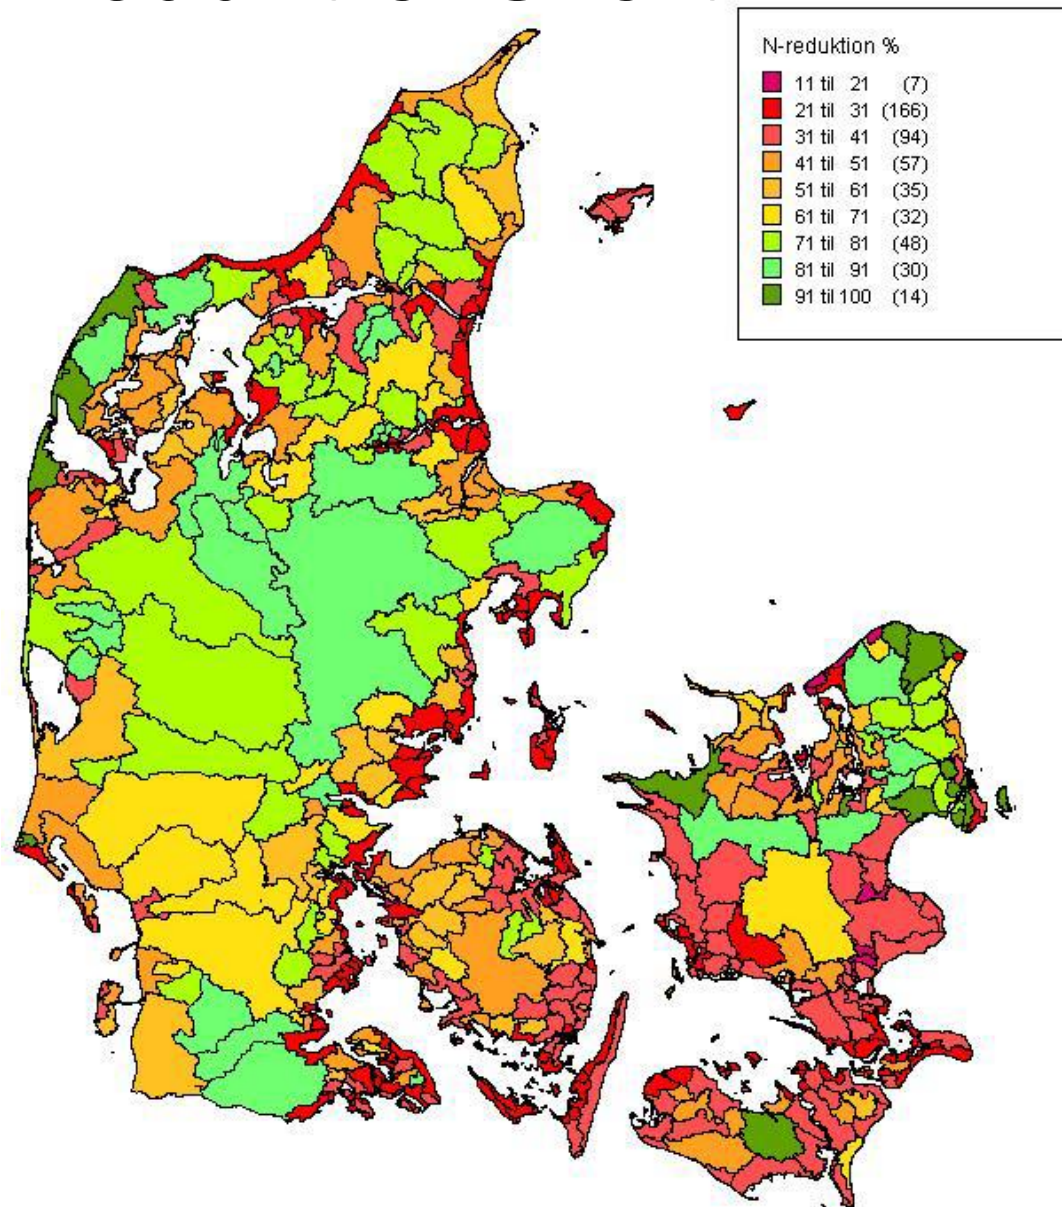 N-reduktion %
11 til 21 (7)
21 til 31 (166)
31 til 41 (94)
41 til 51 (57)
51 til 61 (35)
61 til 71 (32)
71 til 81 (48)
81 til 91 (30)
91 til 100 (14)